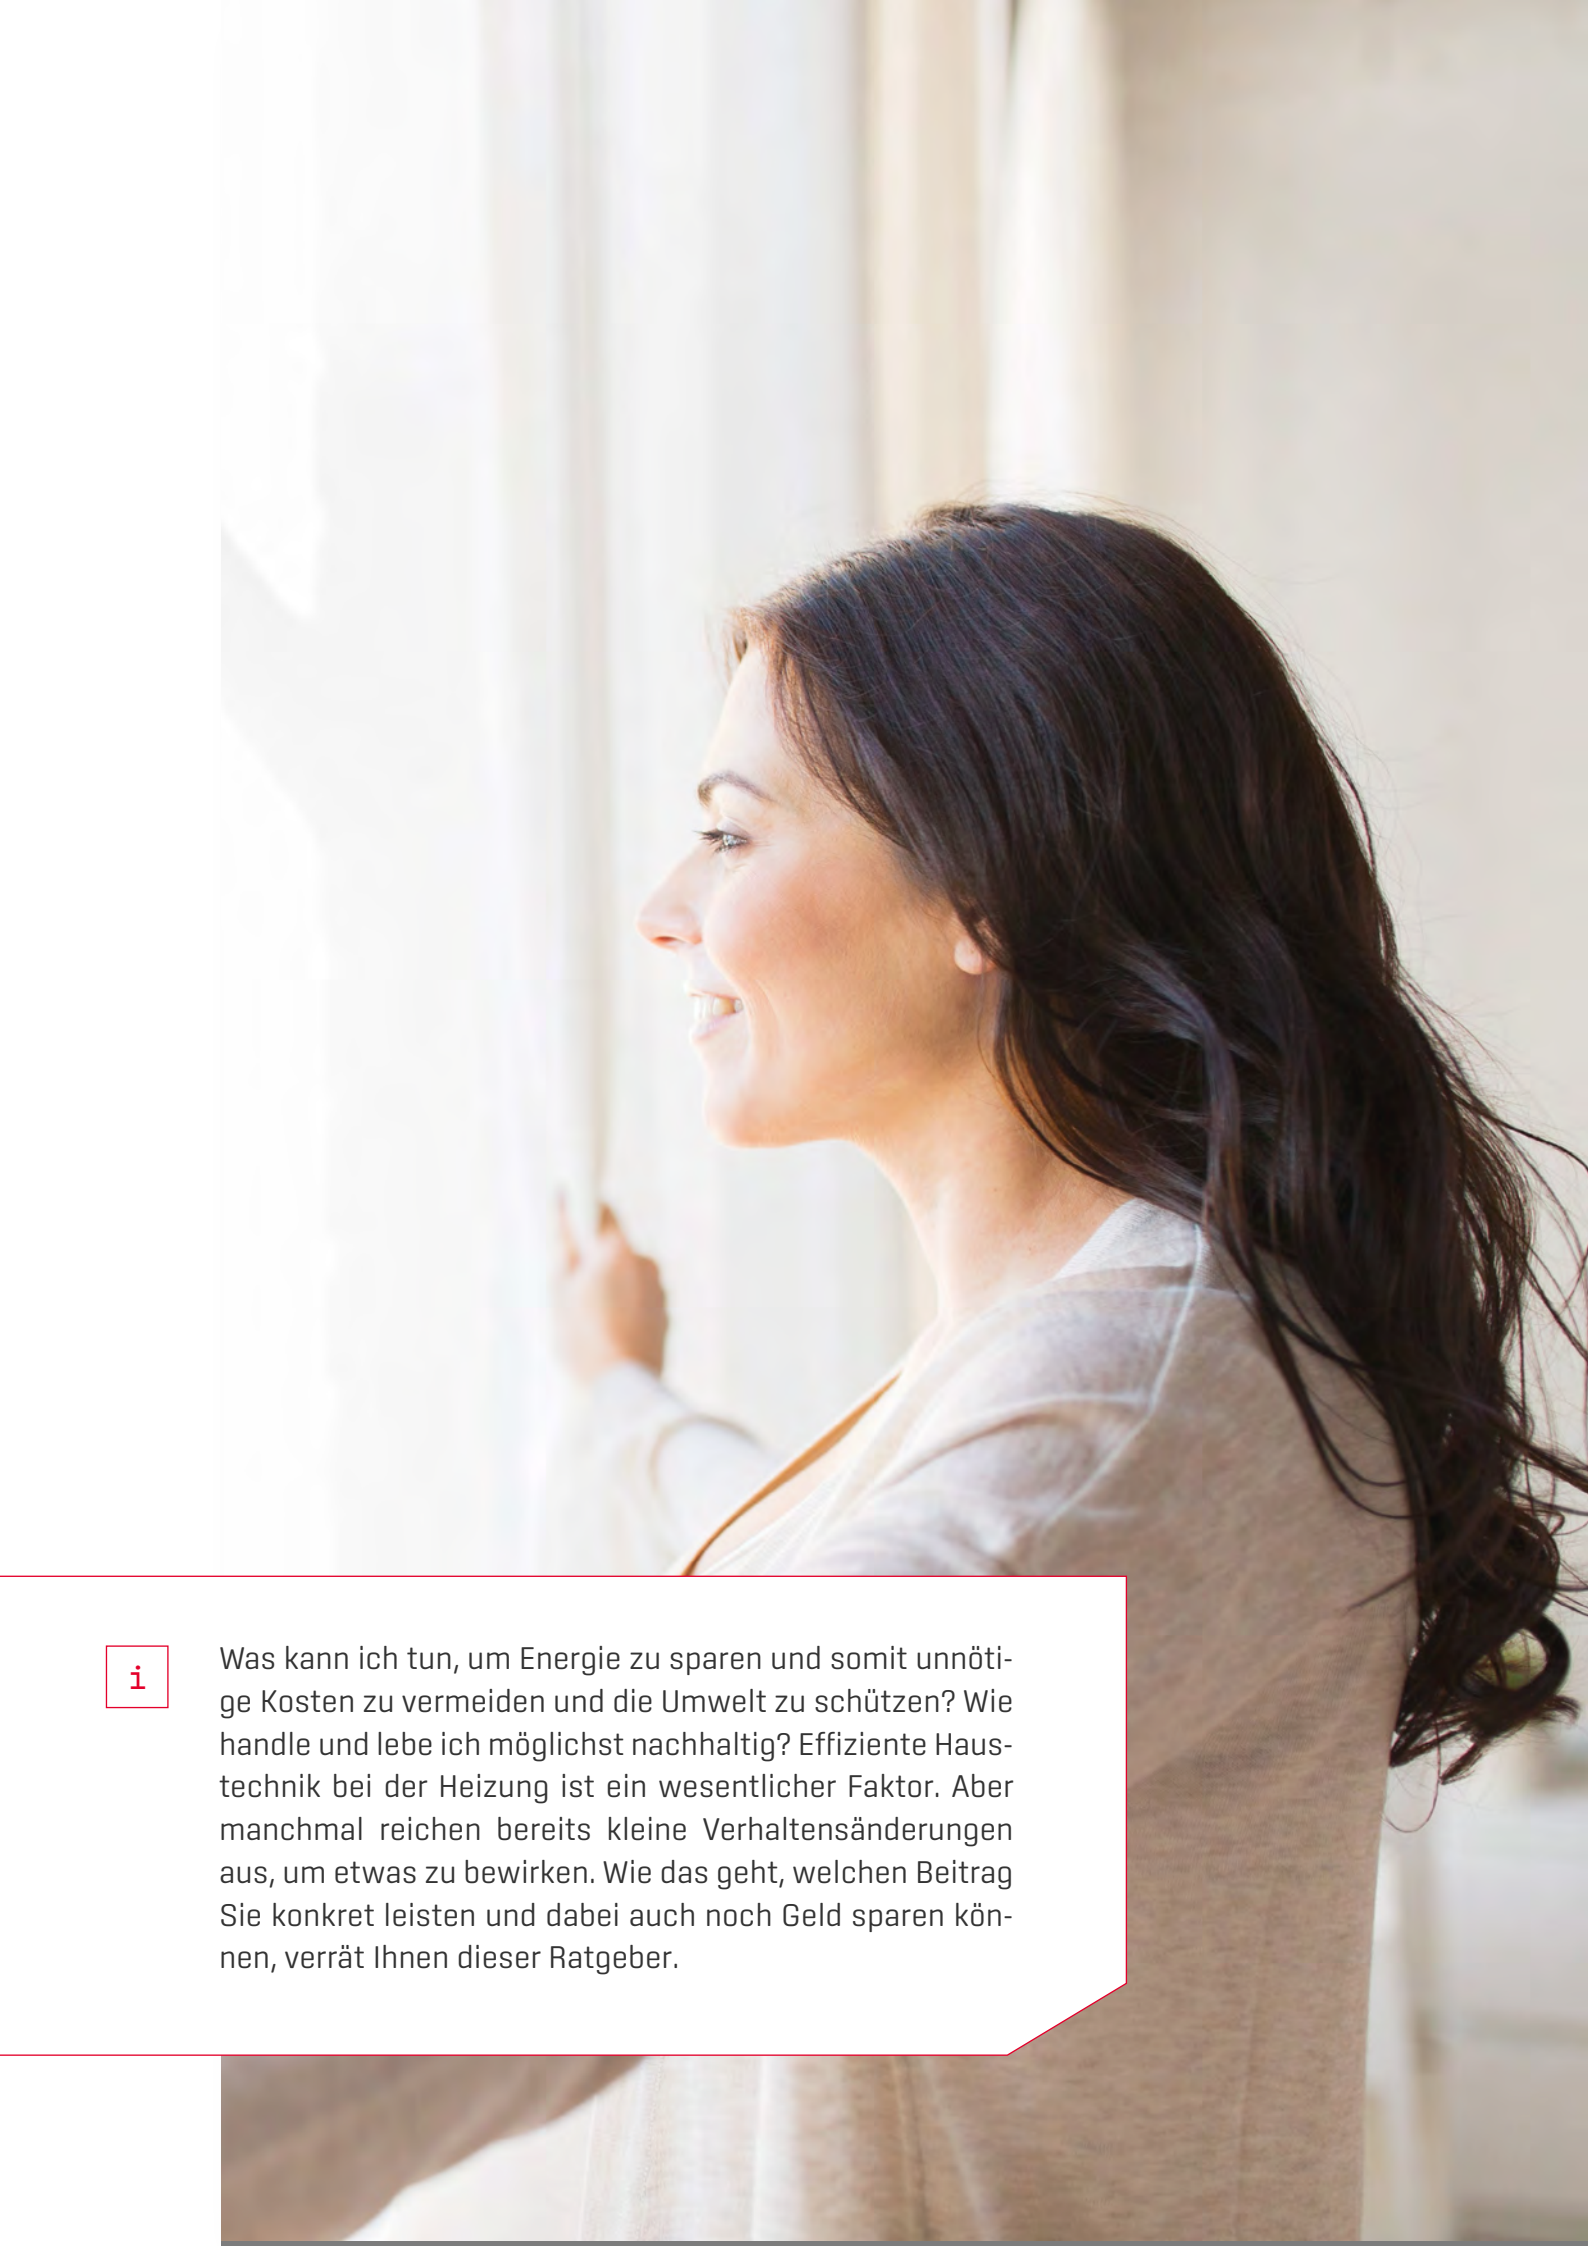 i
Was kann ich tun, um Energie zu sparen und somit unnöti-
ge Kosten zu vermeiden und die Umwelt zu schützen? Wie
handle und lebe ich möglichst nachhaltig? Effiziente Haus-
technik bei der Heizung ist ein wesentlicher Faktor. Aber
manchmal reichen bereits kleine Verhaltensänderungen
aus, um etwas zu bewirken. Wie das geht, welchen Beitrag
Sie konkret leisten und dabei auch noch Geld sparen kön-
nen, verrät Ihnen dieser Ratgeber.